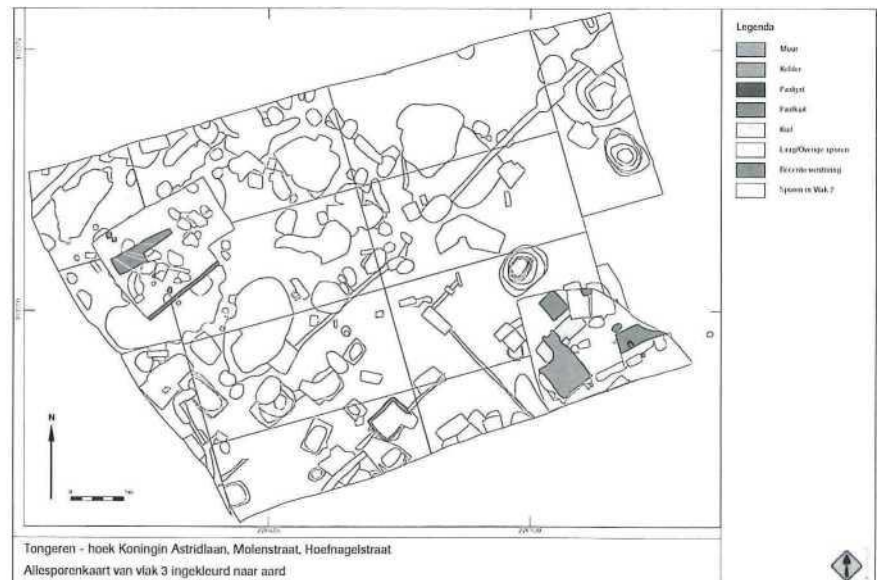 Legenda
Muur
Kelder
Paalgat
Paalkuil
Kuil
Laag/Overige sporen
Recente verstoring
Sporen in Vlak 2
N
0
Tongeren - hoek Koningin Astridlaan, Molenstraat, Hoefnagelstraat
Allesporenkaart van vlak 3 ingekleurd naar aard